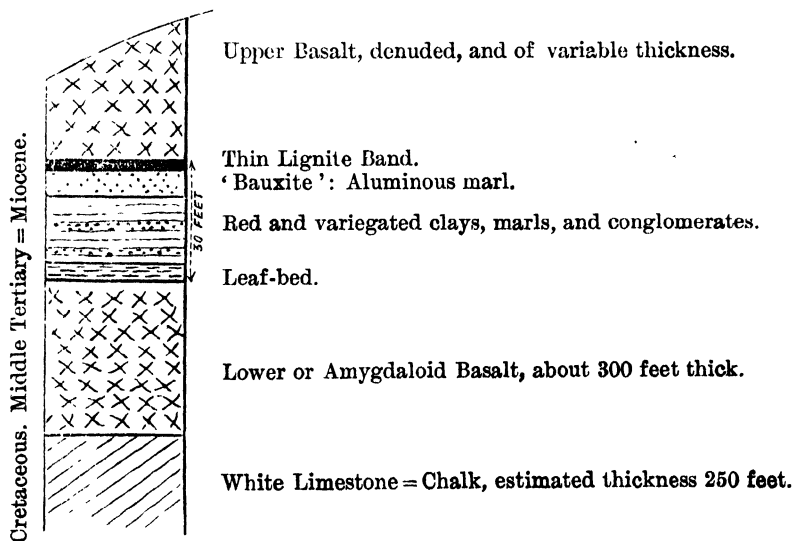 Upper Basalt, denuded, and of variable thickness.
Thin Lignite Band.
‘Bauxite’: Aluminous marl.
30 FEET
Red and variegated clays, marls, and conglomerates.
Leaf-bed.
Lower or Amygdaloid Basalt, about 300 feet thick.
White Limestone = Chalk, estimated thickness 250 feet.
Cretaceous. Middle Tertiary = Miocene.